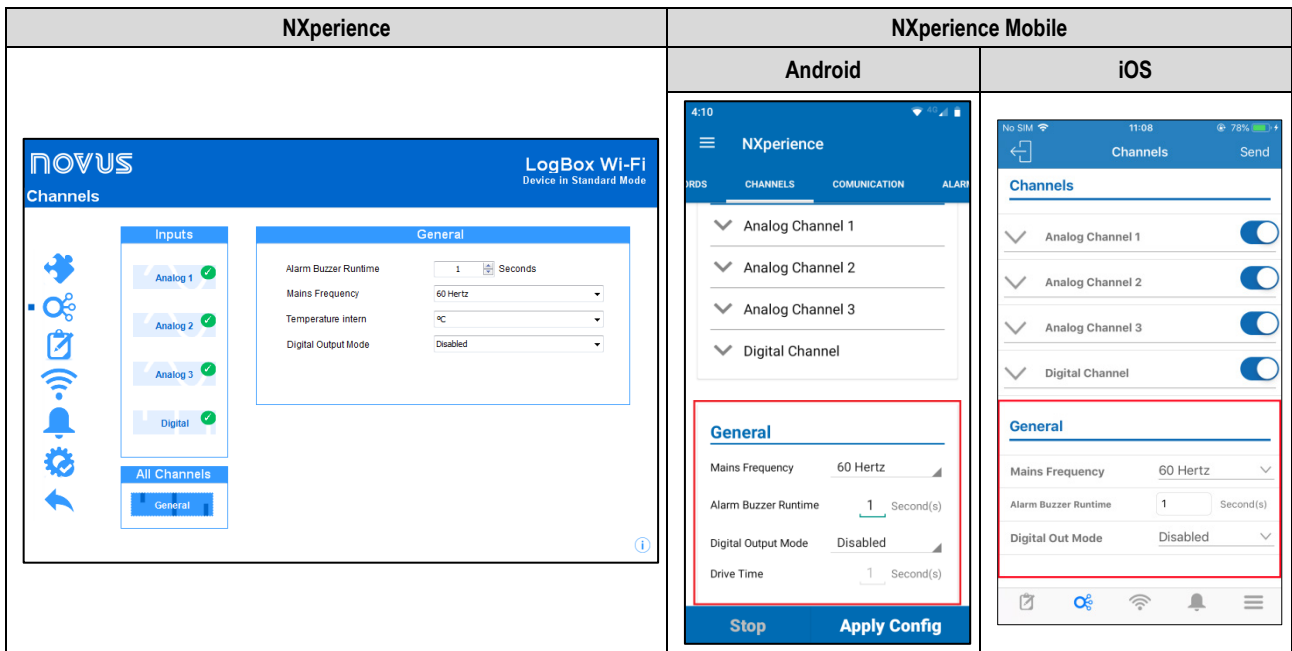 NXperience
NXperience Mobile
Android
iOS
novus
LogBox Wi-Fi
Device in Standard Mode
Channels
Inputs
Analog 1
Analog 2
Analog 3
Digital
All Channels
General
General
Alarm Buzzer Runtime 1 Seconds
Mains Frequency 60 Hertz
Temperature intern ºC
Digital Output Mode Disabled
4:10 4G
NXperience
ORDS CHANNELS COMUNICATION ALAR
Analog Channel 1
Analog Channel 2
Analog Channel 3
Digital Channel
General
Mains Frequency 60 Hertz
Alarm Buzzer Runtime 1 Second(s)
Digital Output Mode Disabled
Drive Time 1 Second(s)
Stop Apply Config
No SIM 11:08 78%
Channels Send
Channels
Analog Channel 1
Analog Channel 2
Analog Channel 3
Digital Channel
General
Mains Frequency 60 Hertz
Alarm Buzzer Runtime 1 Second(s)
Digital Out Mode Disabled